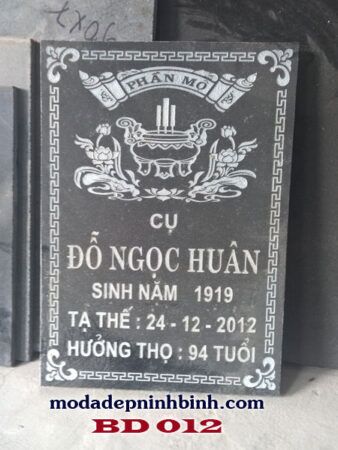 PHẦN MỘ
CỤ
ĐỖ NGỌC HUÂN
SINH NĂM 1919
TẠ THẾ : 24 - 12 - 2012
HƯỞNG THỌ : 94 TUỔI
modadepninhbinh.com
BD 012